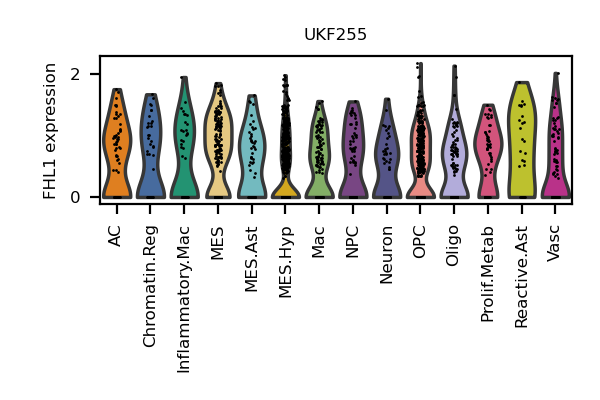 UKF255
FHL1 expression
2
0
AC
Chromatin.Reg
Inflammatory.Mac
MES
MES.Ast
MES.Hyp
Mac
NPC
Neuron
OPC
Oligo
Prolif.Metab
Reactive.Ast
Vasc